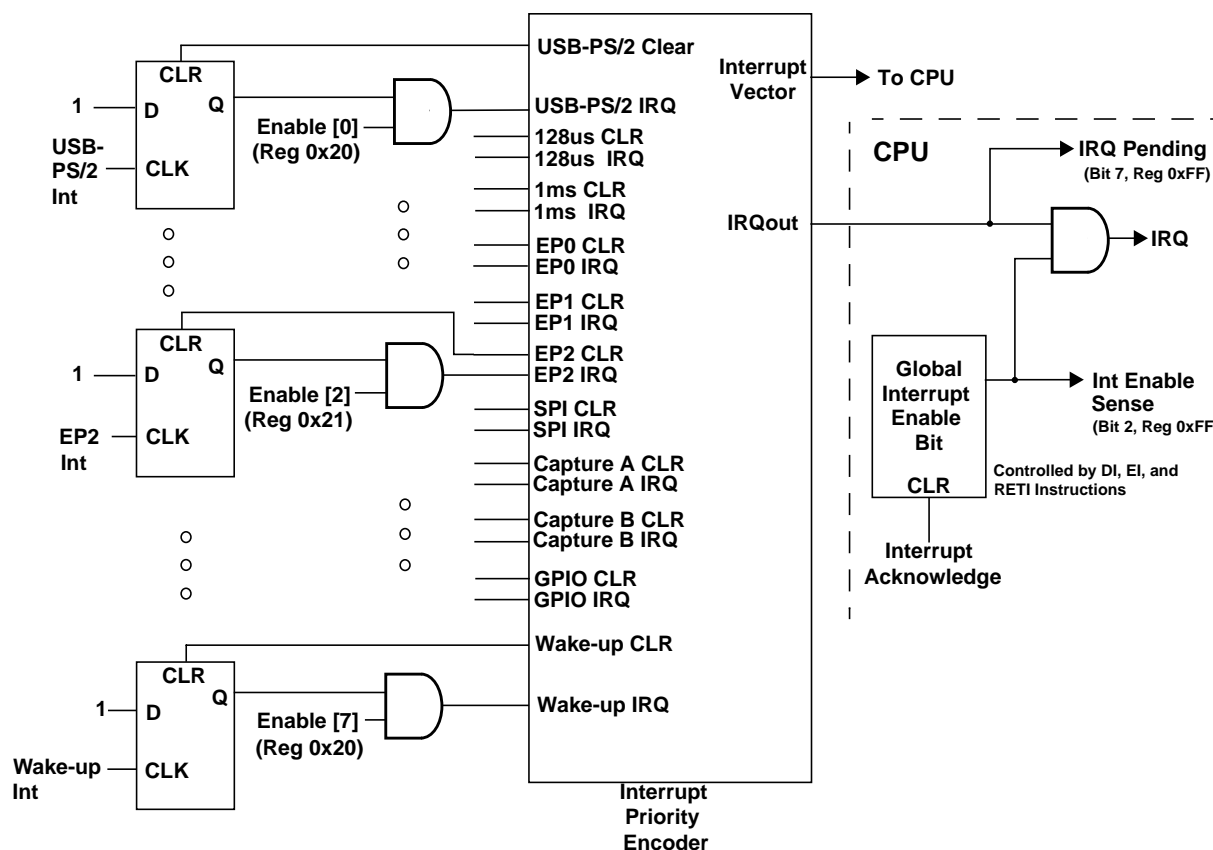 CLR
Q
1
D
USB-
PS/2
Int
CLK
Enable [0]
(Reg 0x20)
CLR
Q
1
D
EP2
Int
CLK
Enable [2]
(Reg 0x21)
CLR
Q
1
D
Wake-up
Int
CLK
Enable [7]
(Reg 0x20)
USB-PS/2 Clear
USB-PS/2 IRQ
128us CLR
128us IRQ
1ms CLR
1ms IRQ
EP0 CLR
EP0 IRQ
EP1 CLR
EP1 IRQ
EP2 CLR
EP2 IRQ
SPI CLR
SPI IRQ
Capture A CLR
Capture A IRQ
Capture B CLR
Capture B IRQ
GPIO CLR
GPIO IRQ
Wake-up CLR
Wake-up IRQ
Interrupt
Vector
IRQout
Interrupt
Priority
Encoder
To CPU
CPU
IRQ Pending
(Bit 7, Reg 0xFF)
IRQ
Global
Interrupt
Enable
Bit
CLR
Int Enable
Sense
(Bit 2, Reg 0xFF
Controlled by DI, EI, and
RETI Instructions
Interrupt
Acknowledge